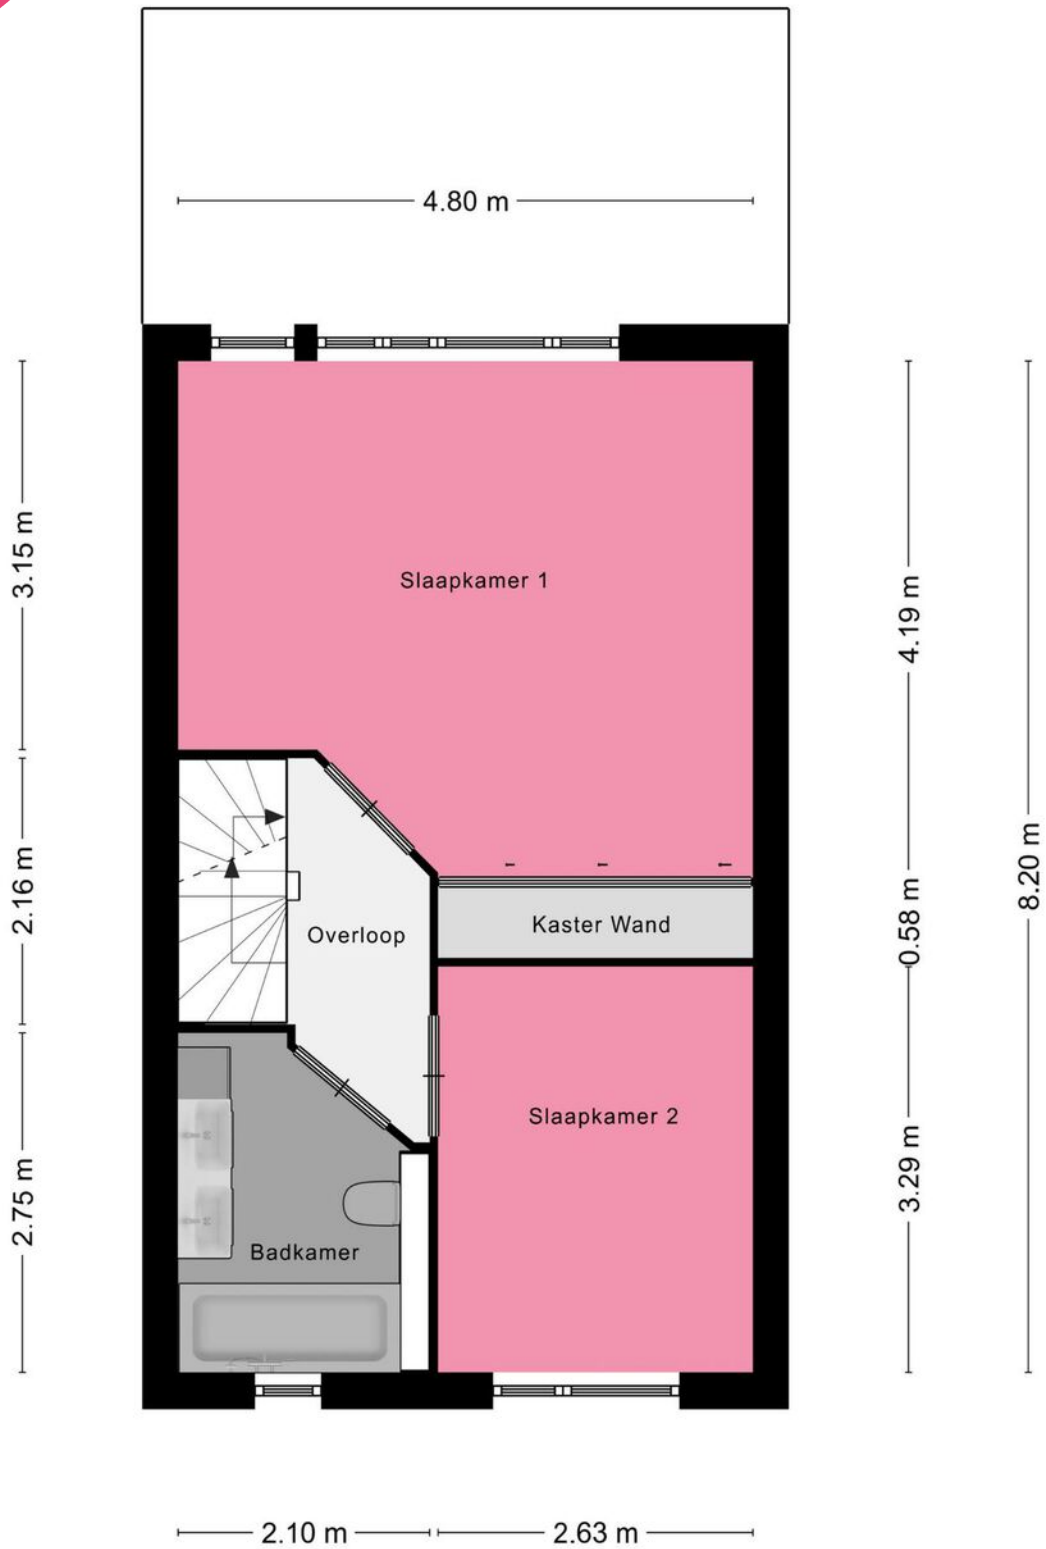 4.80 m
3.15 m
Slaapkamer 1
4.19 m
8.20 m
2.16 m
Overloop
Kaster Wand
0.58 m
Slaapkamer 2
2.75 m
3.29 m
Badkamer
2.10 m
2.63 m